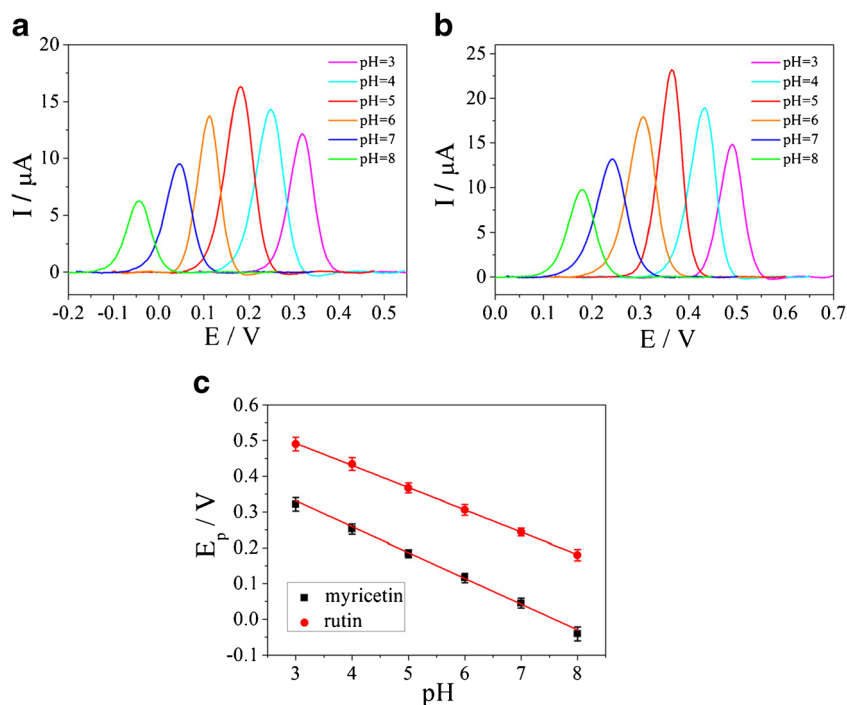 a
20
15
10
5
0
I / μA
pH=3
pH=4
pH=5
pH=6
pH=7
pH=8
-0.2 -0.1 0.0 0.1 0.2 0.3 0.4 0.5
E / V
b
25
20
15
10
5
0
I / μA
pH=3
pH=4
pH=5
pH=6
pH=7
pH=8
0.0 0.1 0.2 0.3 0.4 0.5 0.6 0.7
E / V
c
0.6
0.5
0.4
0.3
0.2
0.1
0.0
-0.1
Ep / V
myricetin
rutin
3 4 5 6 7 8
pH